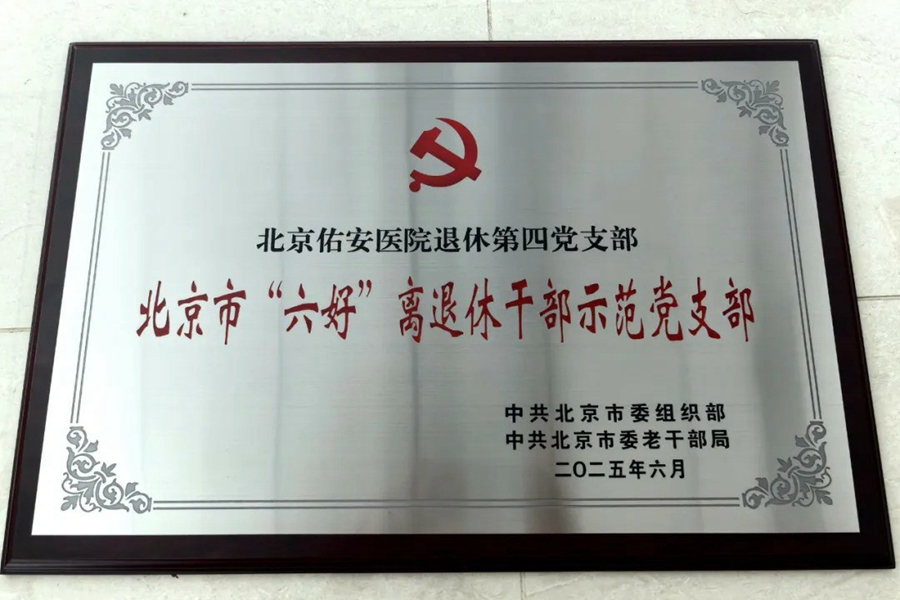 北京佑安医院退休第四党支部
北京市“六好”离退休干部示范党支部
中共北京市委组织部
中共北京市委老干部局
二〇二五年六月